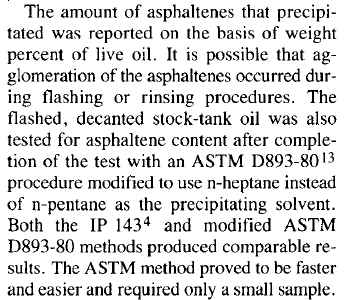 The amount of asphaltenes that precipi-
tated was reported on the basis of weight
percent of live oil. It is possible that ag-
glomeration of the asphaltenes occurred dur-
ing flashing or rinsing procedures. The
flashed, decanted stock-tank oil was also
tested for asphaltene content after comple-
tion of the test with an ASTM D893-80¹³
procedure modified to use n-heptane instead
of n-pentane as the precipitating solvent.
Both the IP 143⁴ and modified ASTM
D893-80 methods produced comparable re-
sults. The ASTM method proved to be faster
and easier and required only a small sample.